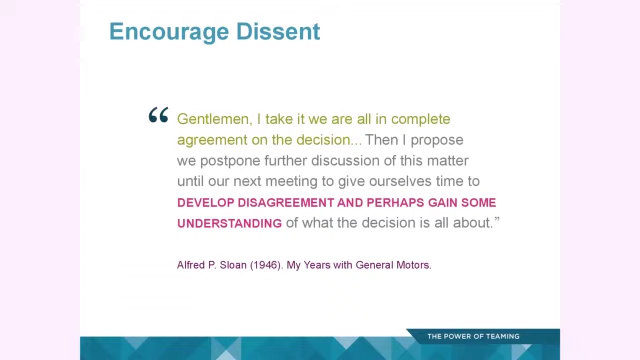 Encourage Dissent
“ Gentlemen, I take it we are all in complete
agreement on the decision... Then I propose
we postpone further discussion of this matter
until our next meeting to give ourselves time to
DEVELOP DISAGREEMENT AND PERHAPS GAIN SOME
UNDERSTANDING of what the decision is all about.”
Alfred P. Sloan (1946). My Years with General Motors.
THE POWER OF TEAMING